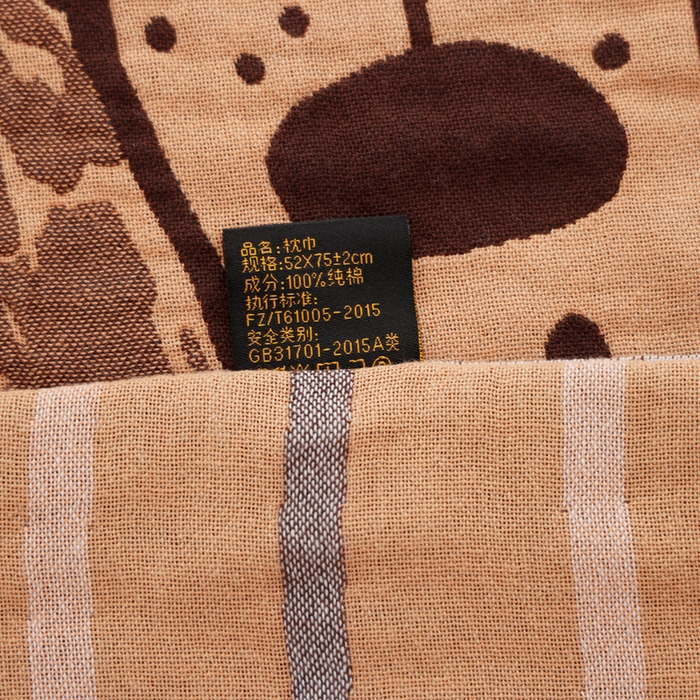 品名:枕巾
规格:52X75±2cm
成分:100%纯棉
执行标准:
FZ/T61005-2015
安全类别:
GB31701-2015A类